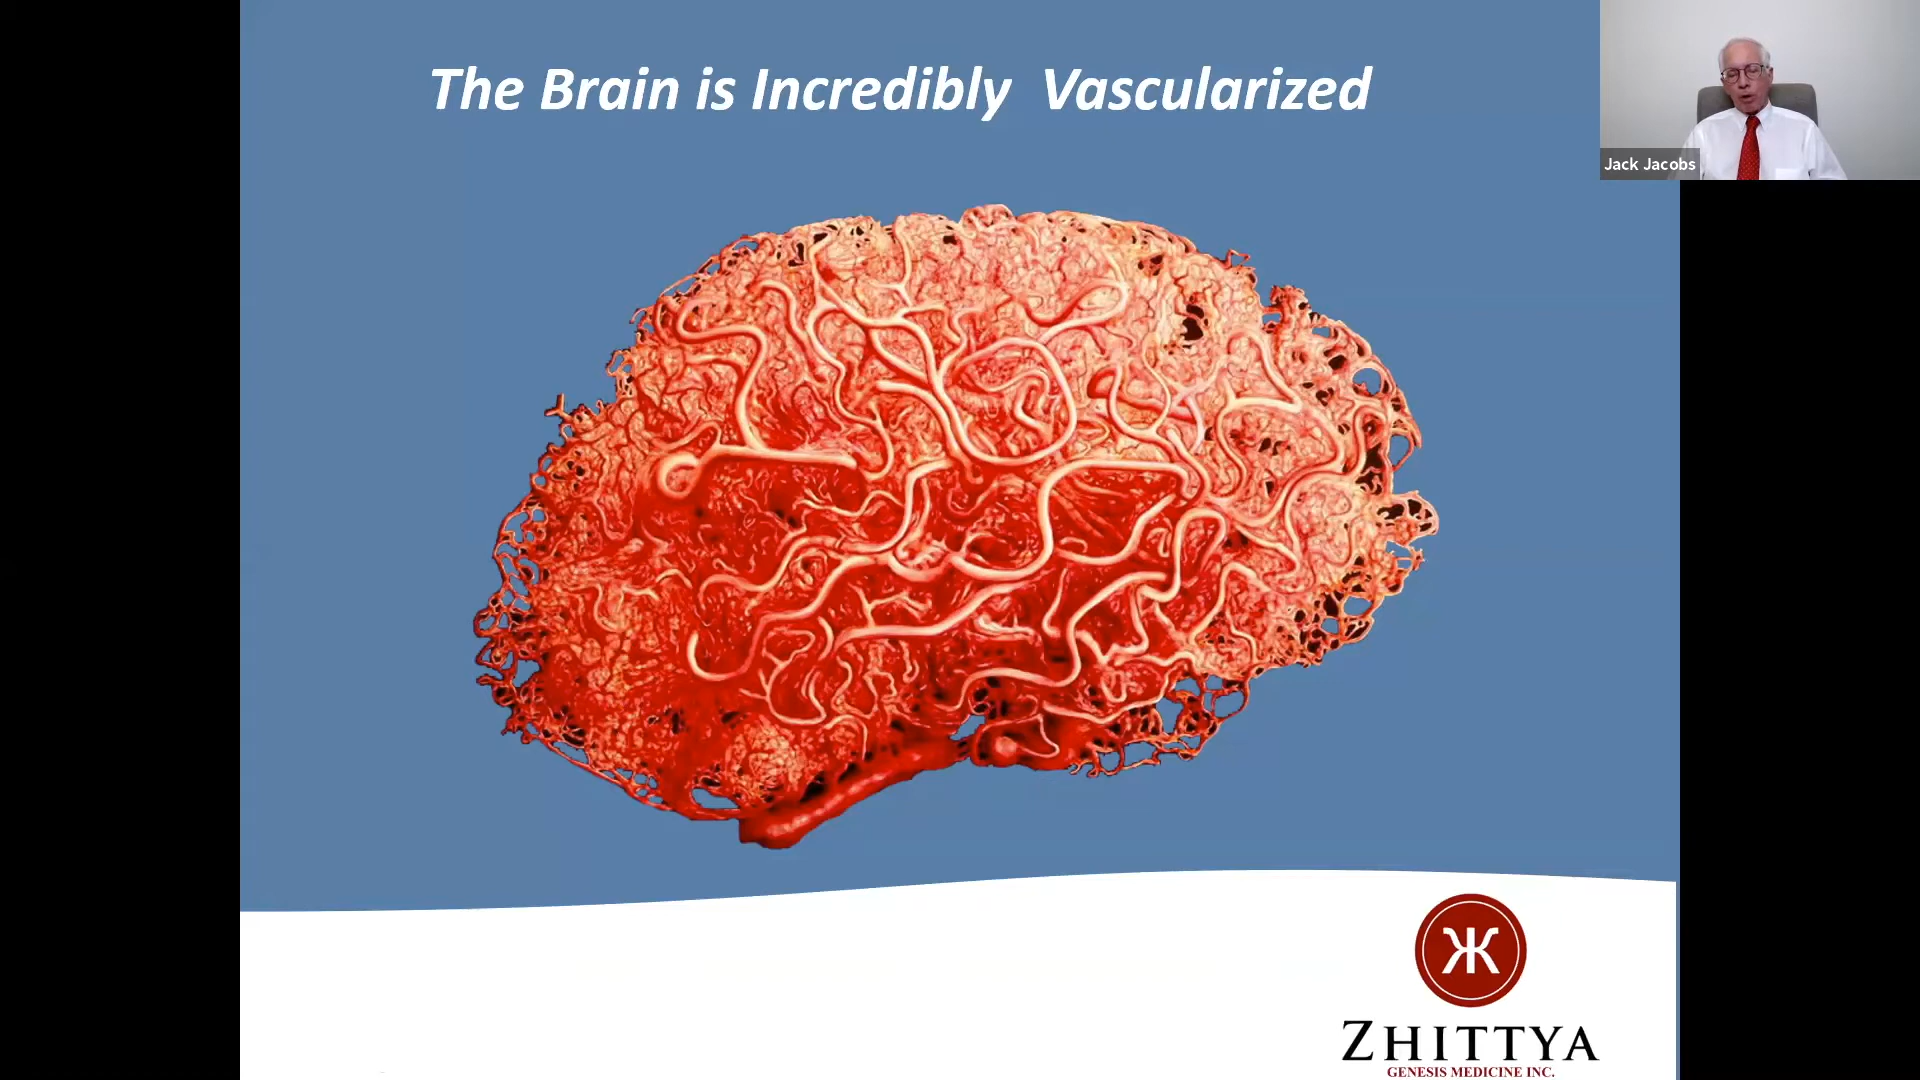 The Brain is Incredibly Vascularized
Jack Jacobs
Ж
ZHITTYA
GENESIS MEDICINE INC.